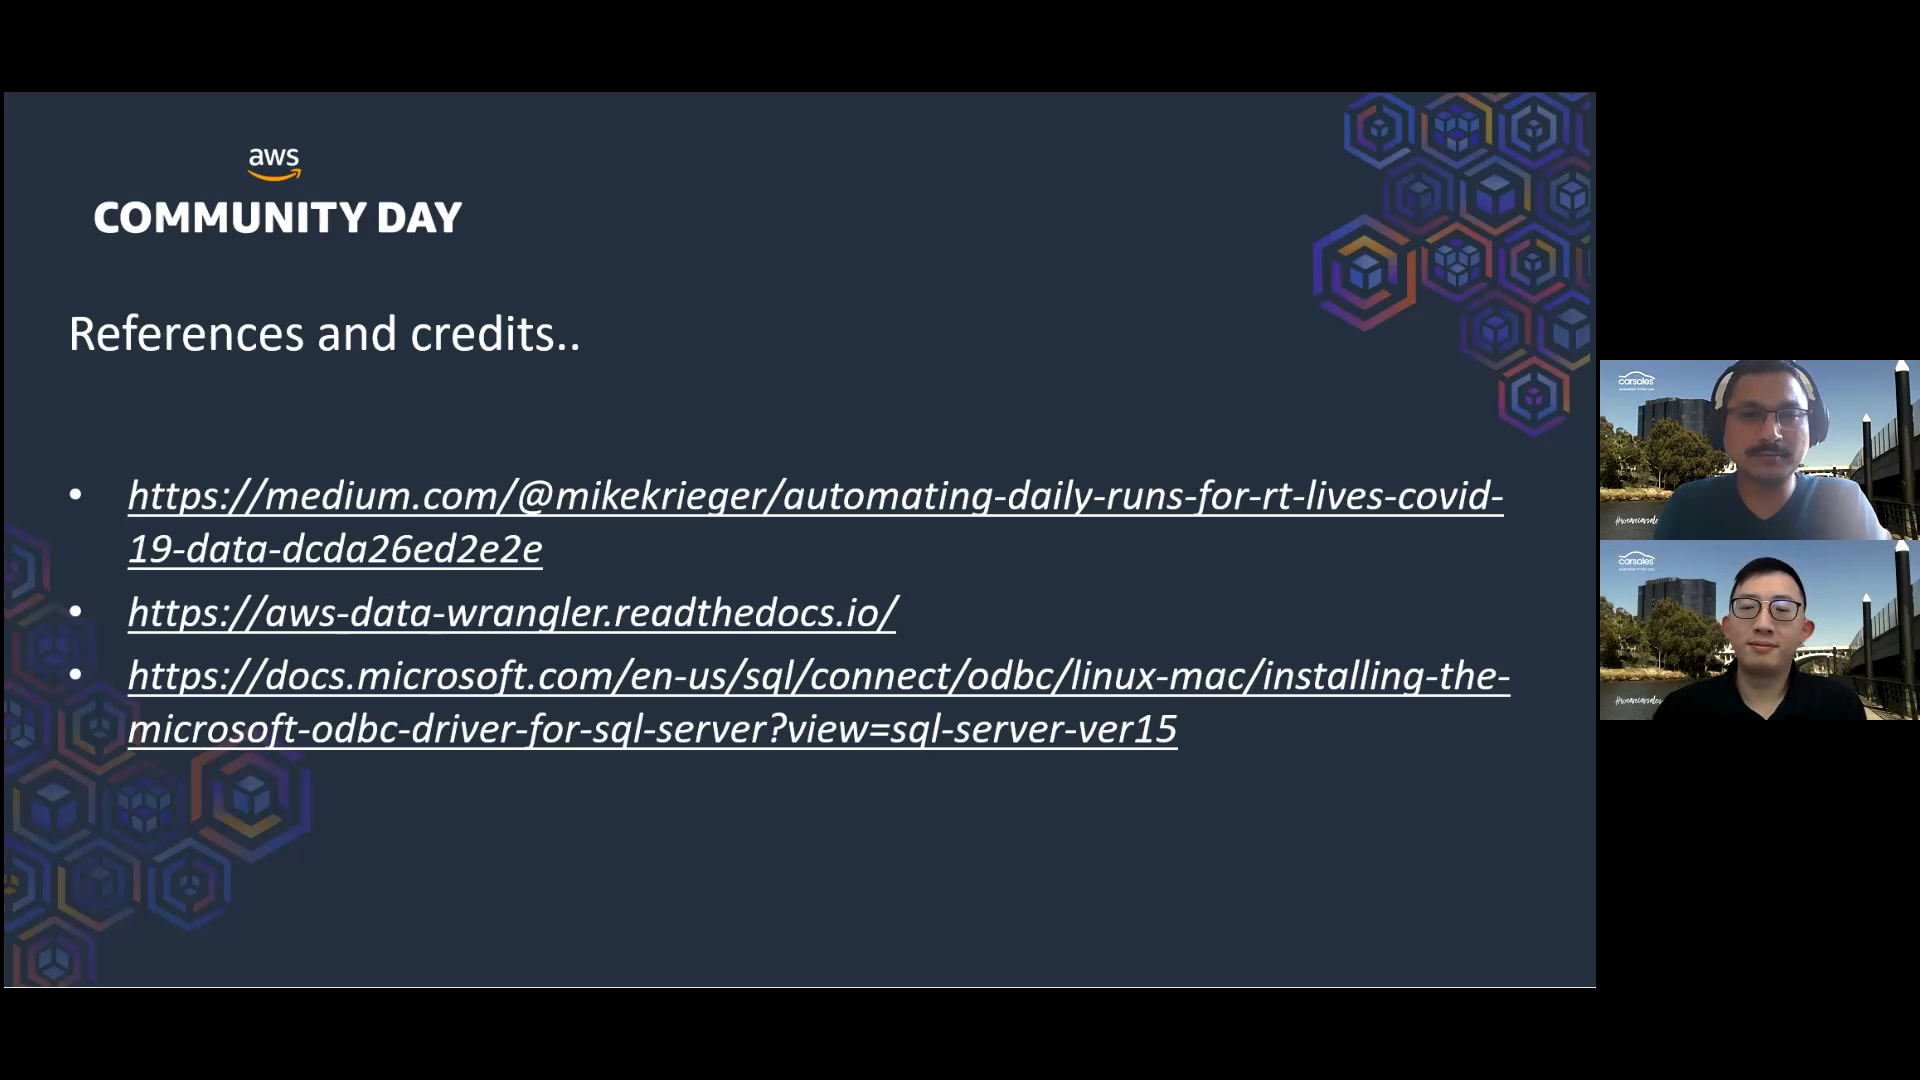 aws
COMMUNITY DAY
References and credits..
• https://medium.com/@mikekrieger/automating-daily-runs-for-rt-lives-covid-
19-data-dcda26ed2e2e
• https://aws-data-wrangler.readthedocs.io/
• https://docs.microsoft.com/en-us/sql/connect/odbc/linux-mac/installing-the-
microsoft-odbc-driver-for-sql-server?view=sql-server-ver15
carsales
carsales
#wearecarsales